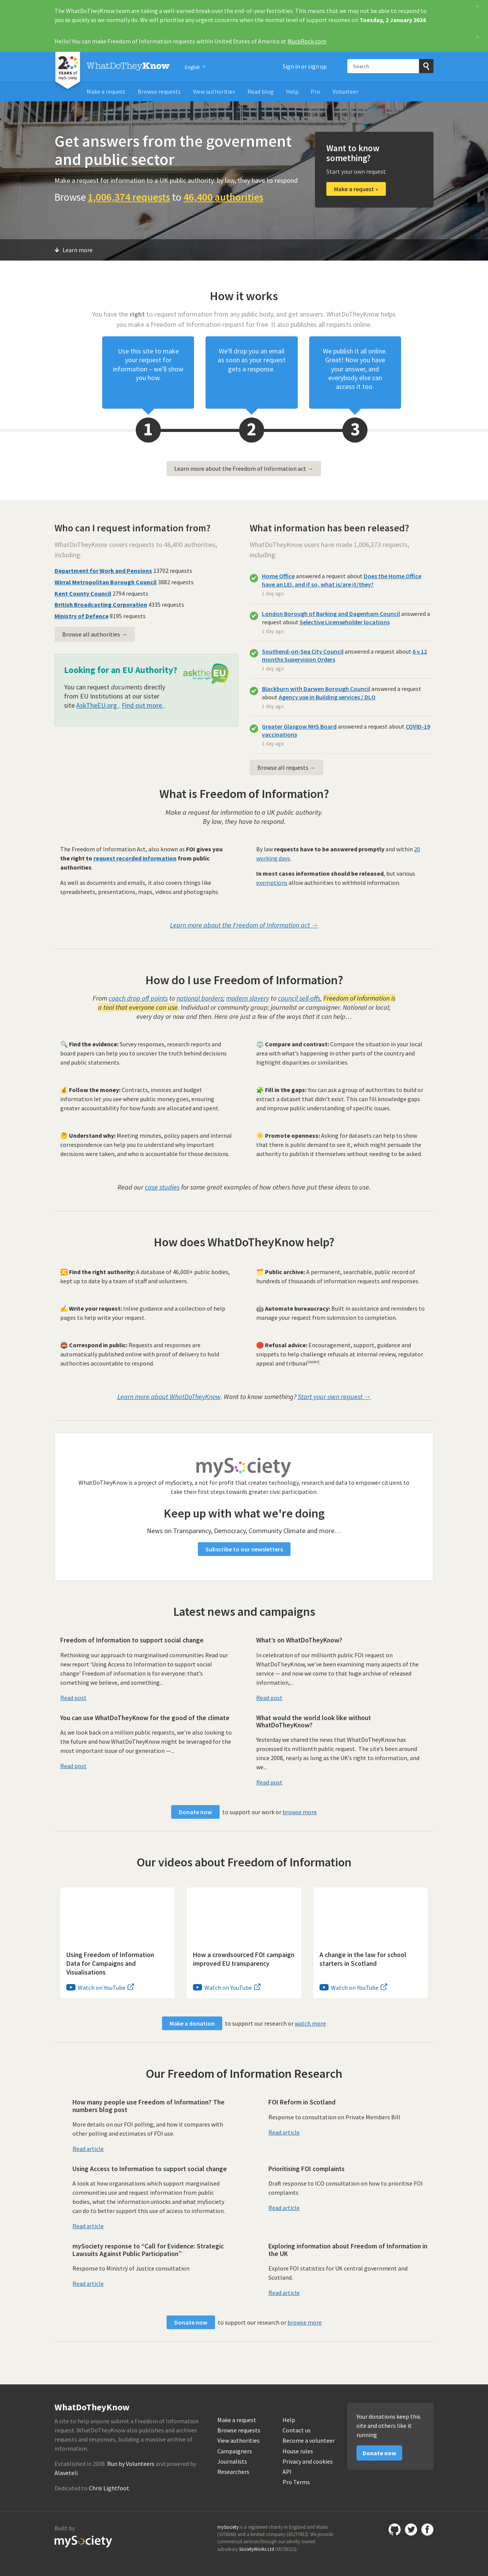 The WhatDoTheyKnow team are taking a well-earned break over the end-of-year festivities. This means that we may not be able to respond to
you as quickly as we normally do. We will prioritise any urgent concerns when the normal level of support resumes on Tuesday, 2 January 2024.
Hello! You can make Freedom of Information requests within United States of America at MuckRock.com
20
YEARS of
mySociety
WhatDoTheyKnow
English
Sign in or sign up
Search
Make a request
Browse requests
View authorities
Read blog
Help
Pro
Volunteer
Get answers from the government
and public sector
Make a request for information to a UK public authority: by law, they have to respond
Browse 1,006,374 requests to 46,400 authorities
Want to know
something?
Start your own request
Make a request »
Learn more
How it works
You have the right to request information from any public body, and get answers. WhatDoTheyKnow helps
you make a Freedom of Information request for free. It also publishes all requests online.
Use this site to make
your request for
information – we'll show
you how.
We'll drop you an email
as soon as your request
gets a response.
We publish it all online.
Great! Now you have
your answer, and
everybody else can
access it too.
1
2
3
Learn more about the Freedom of Information act →
Who can I request information from?
WhatDoTheyKnow covers requests to 46,400 authorities,
including:
Department for Work and Pensions 13702 requests
Wirral Metropolitan Borough Council 3882 requests
Kent County Council 2794 requests
British Broadcasting Corporation 4335 requests
Ministry of Defence 8195 requests
Browse all authorities →
Looking for an EU Authority?
asktheEU
You can request documents directly
from EU Institutions at our sister
site AskTheEU.org . Find out more .
What information has been released?
WhatDoTheyKnow users have made 1,006,373 requests,
including:
Home Office answered a request about Does the Home Office
have an LEI, and if so, what is/are it/they?
1 day ago
London Borough of Barking and Dagenham Council answered a
request about Selective Licenseholder locations
1 day ago
Southend-on-Sea City Council answered a request about 6 v 12
months Supervision Orders
1 day ago
Blackburn with Darwen Borough Council answered a request
about Agency use in Building services / DLO
1 day ago
Greater Glasgow NHS Board answered a request about COVID-19
vaccinations
1 day ago
Browse all requests →
What is Freedom of Information?
Make a request for information to a UK public authority.
By law, they have to respond.
The Freedom of Information Act, also known as FOI gives you
the right to request recorded information from public
authorities.
As well as documents and emails, it also covers things like
spreadsheets, presentations, maps, videos and photographs.
By law requests have to be answered promptly and within 20
working days.
In most cases information should be released, but various
exemptions allow authorities to withhold information.
Learn more about the Freedom of Information act →
How do I use Freedom of Information?
From coach drop off points to national borders; modern slavery to council sell-offs, Freedom of Information is
a tool that everyone can use. Individual or community group; journalist or campaigner. National or local;
every day or now and then. Here are just a few of the ways that it can help…
🔍 Find the evidence: Survey responses, research reports and
board papers can help you to uncover the truth behind decisions
and public statements.
⚖️ Compare and contrast: Compare the situation in your local
area with what's happening in other parts of the country and
highlight disparities or similarities.
💰 Follow the money: Contracts, invoices and budget
information let you see where public money goes, ensuring
greater accountability for how funds are allocated and spent.
🧩 Fill in the gaps: You can ask a group of authorities to build or
extract a dataset that didn't exist. This can fill knowledge gaps
and improve public understanding of specific issues.
🤔 Understand why: Meeting minutes, policy papers and internal
correspondence can help you to understand why important
decisions were taken, and who is accountable for those decisions.
☀️ Promote openness: Asking for datasets can help to show
that there is public demand to see it, which might persuade the
authority to publish it themselves without needing to be asked.
Read our case studies for some great examples of how others have put these ideas to use.
How does WhatDoTheyKnow help?
🔀 Find the right authority: A database of 46,000+ public bodies,
kept up to date by a team of staff and volunteers.
🗂️ Public archive: A permanent, searchable, public record of
hundreds of thousands of information requests and responses.
✍️ Write your request: Inline guidance and a collection of help
pages to help write your request.
🤖 Automate bureaucracy: Built in assistance and reminders to
manage your request from submission to completion.
Correspond in public: Requests and responses are
automatically published online with proof of delivery to hold
authorities accountable to respond.
🛑 Refusal advice: Encouragement, support, guidance and
snippets to help challenge refusals at internal review, regulator
appeal and tribunal(soon!).
Learn more about WhatDoTheyKnow. Want to know something? Start your own request →
mySociety
WhatDoTheyKnow is a project of mySociety, a not for profit that creates technology, research and data to empower citizens to
take their first steps towards greater civic participation.
Keep up with what we're doing
News on Transparency, Democracy, Community Climate and more…
Subscribe to our newsletters
Latest news and campaigns
Freedom of Information to support social change
Rethinking our approach to marginalised communities Read our
new report 'Using Access to Information to support social
change' Freedom of information is for everyone: that's
something we believe, and something...
Read post
What's on WhatDoTheyKnow?
In celebration of our millionth public FOI request on
WhatDoTheyKnow, we've been examining many aspects of the
service — and now we come to that huge archive of released
information,...
Read post
You can use WhatDoTheyKnow for the good of the climate
As we look back on a million public requests, we're also looking to
the future and how WhatDoTheyKnow might be leveraged for the
most important issue of our generation —...
Read post
What would the world look like without
WhatDoTheyKnow?
Yesterday we shared the news that WhatDoTheyKnow has
processed its millionth public request. The site's been around
since 2008, nearly as long as the UK's right to information, and
we...
Read post
Donate now to support our work or browse more
Our videos about Freedom of Information
Using Freedom of Information
Data for Campaigns and
Visualisations
Watch on YouTube
How a crowdsourced FOI campaign
improved EU transparency
Watch on YouTube
A change in the law for school
starters in Scotland
Watch on YouTube
Make a donation to support our research or watch more
Our Freedom of Information Research
How many people use Freedom of Information? The
numbers blog post
More details on our FOI polling, and how it compares with
other polling and estimates of FOI use.
Read article
FOI Reform in Scotland
Response to consultation on Private Members Bill
Read article
Using Access to Information to support social change
A look at how organisations which support marginalised
communities use and request information from public
bodies, what the information unlocks and what mySociety
can do to better support this use of access to information.
Read article
Prioritising FOI complaints
Draft response to ICO consultation on how to prioritise FOI
complaints
Read article
mySociety response to "Call for Evidence: Strategic
Lawsuits Against Public Participation"
Response to Ministry of Justice consultation
Read article
Exploring information about Freedom of Information in
the UK
Explore FOI statistics for UK central government and
Scotland.
Read article
Donate now to support our research or browse more
WhatDoTheyKnow
A site to help anyone submit a Freedom of Information
request. WhatDoTheyKnow also publishes and archives
requests and responses, building a massive archive of
information.
Established in 2008. Run by Volunteers and powered by
Alaveteli.
Dedicated to Chris Lightfoot.
Make a request
Browse requests
View authorities
Campaigners
Journalists
Researchers
Help
Contact us
Become a volunteer
House rules
Privacy and cookies
API
Pro Terms
Your donations keep this
site and others like it
running
Donate now
Built by
mySociety
mySociety is a registered charity in England and Wales
(1076346) and a limited company (03277032). We provide
commercial services through our wholly owned
subsidiary SocietyWorks Ltd (05798215).